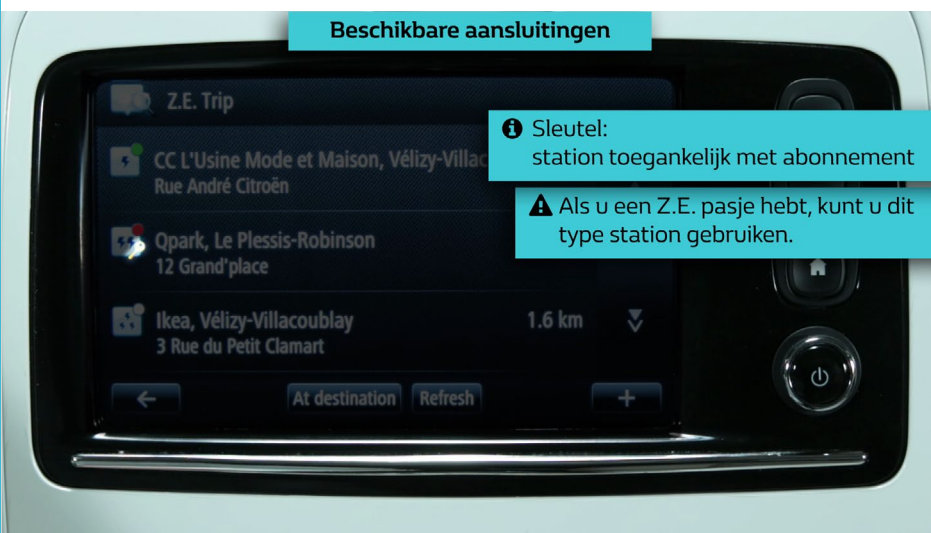 Beschikbare aansluitingen
Z.E. Trip
Sleutel:
station toegankelijk met abonnement
CC L'Usine Mode et Maison, Vélizy-Villac
Rue André Citroën
Als u een Z.E. pasje hebt, kunt u dit
type station gebruiken.
Qpark, Le Plessis-Robinson
12 Grand'place
Ikea, Vélizy-Villacoublay
1.6 km
3 Rue du Petit Clamart
At destination
Refresh